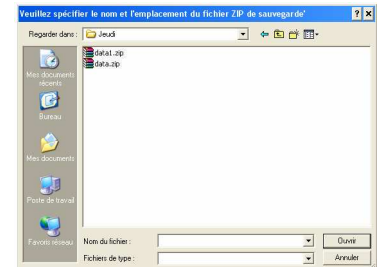 Veuillez spécifier le nom et l'emplacement du fichier ZIP de sauvegarde'
Regarder dans :
Jeudi
data1.zip
data.zip
Mes documents
récents
Bureau
Mes documents
Poste de travail
Favoris réseau
Nom du fichier :
Ouvrir
Fichiers de type :
Annuler